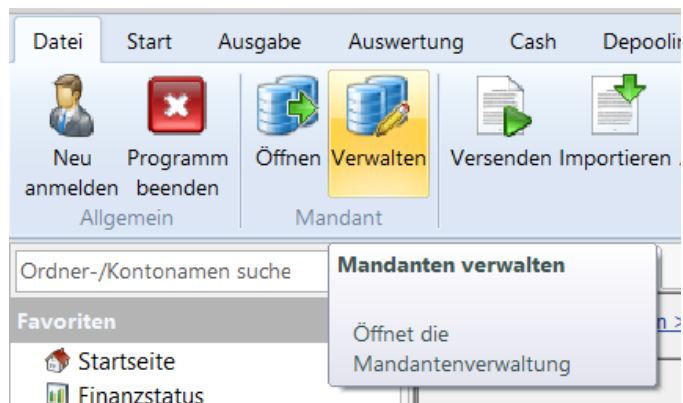 Datei Start Ausgabe Auswertung Cash
Neu anmelden
Programm beenden
Öffnen
Verwalten
Versenden
Importieren
Allgemein
Mandant
Ordner-/Kontonamen suche
Mandanten verwalten
Öffnet die
Mandantenverwaltung
Favoriten
Startseite
Finanzstatus